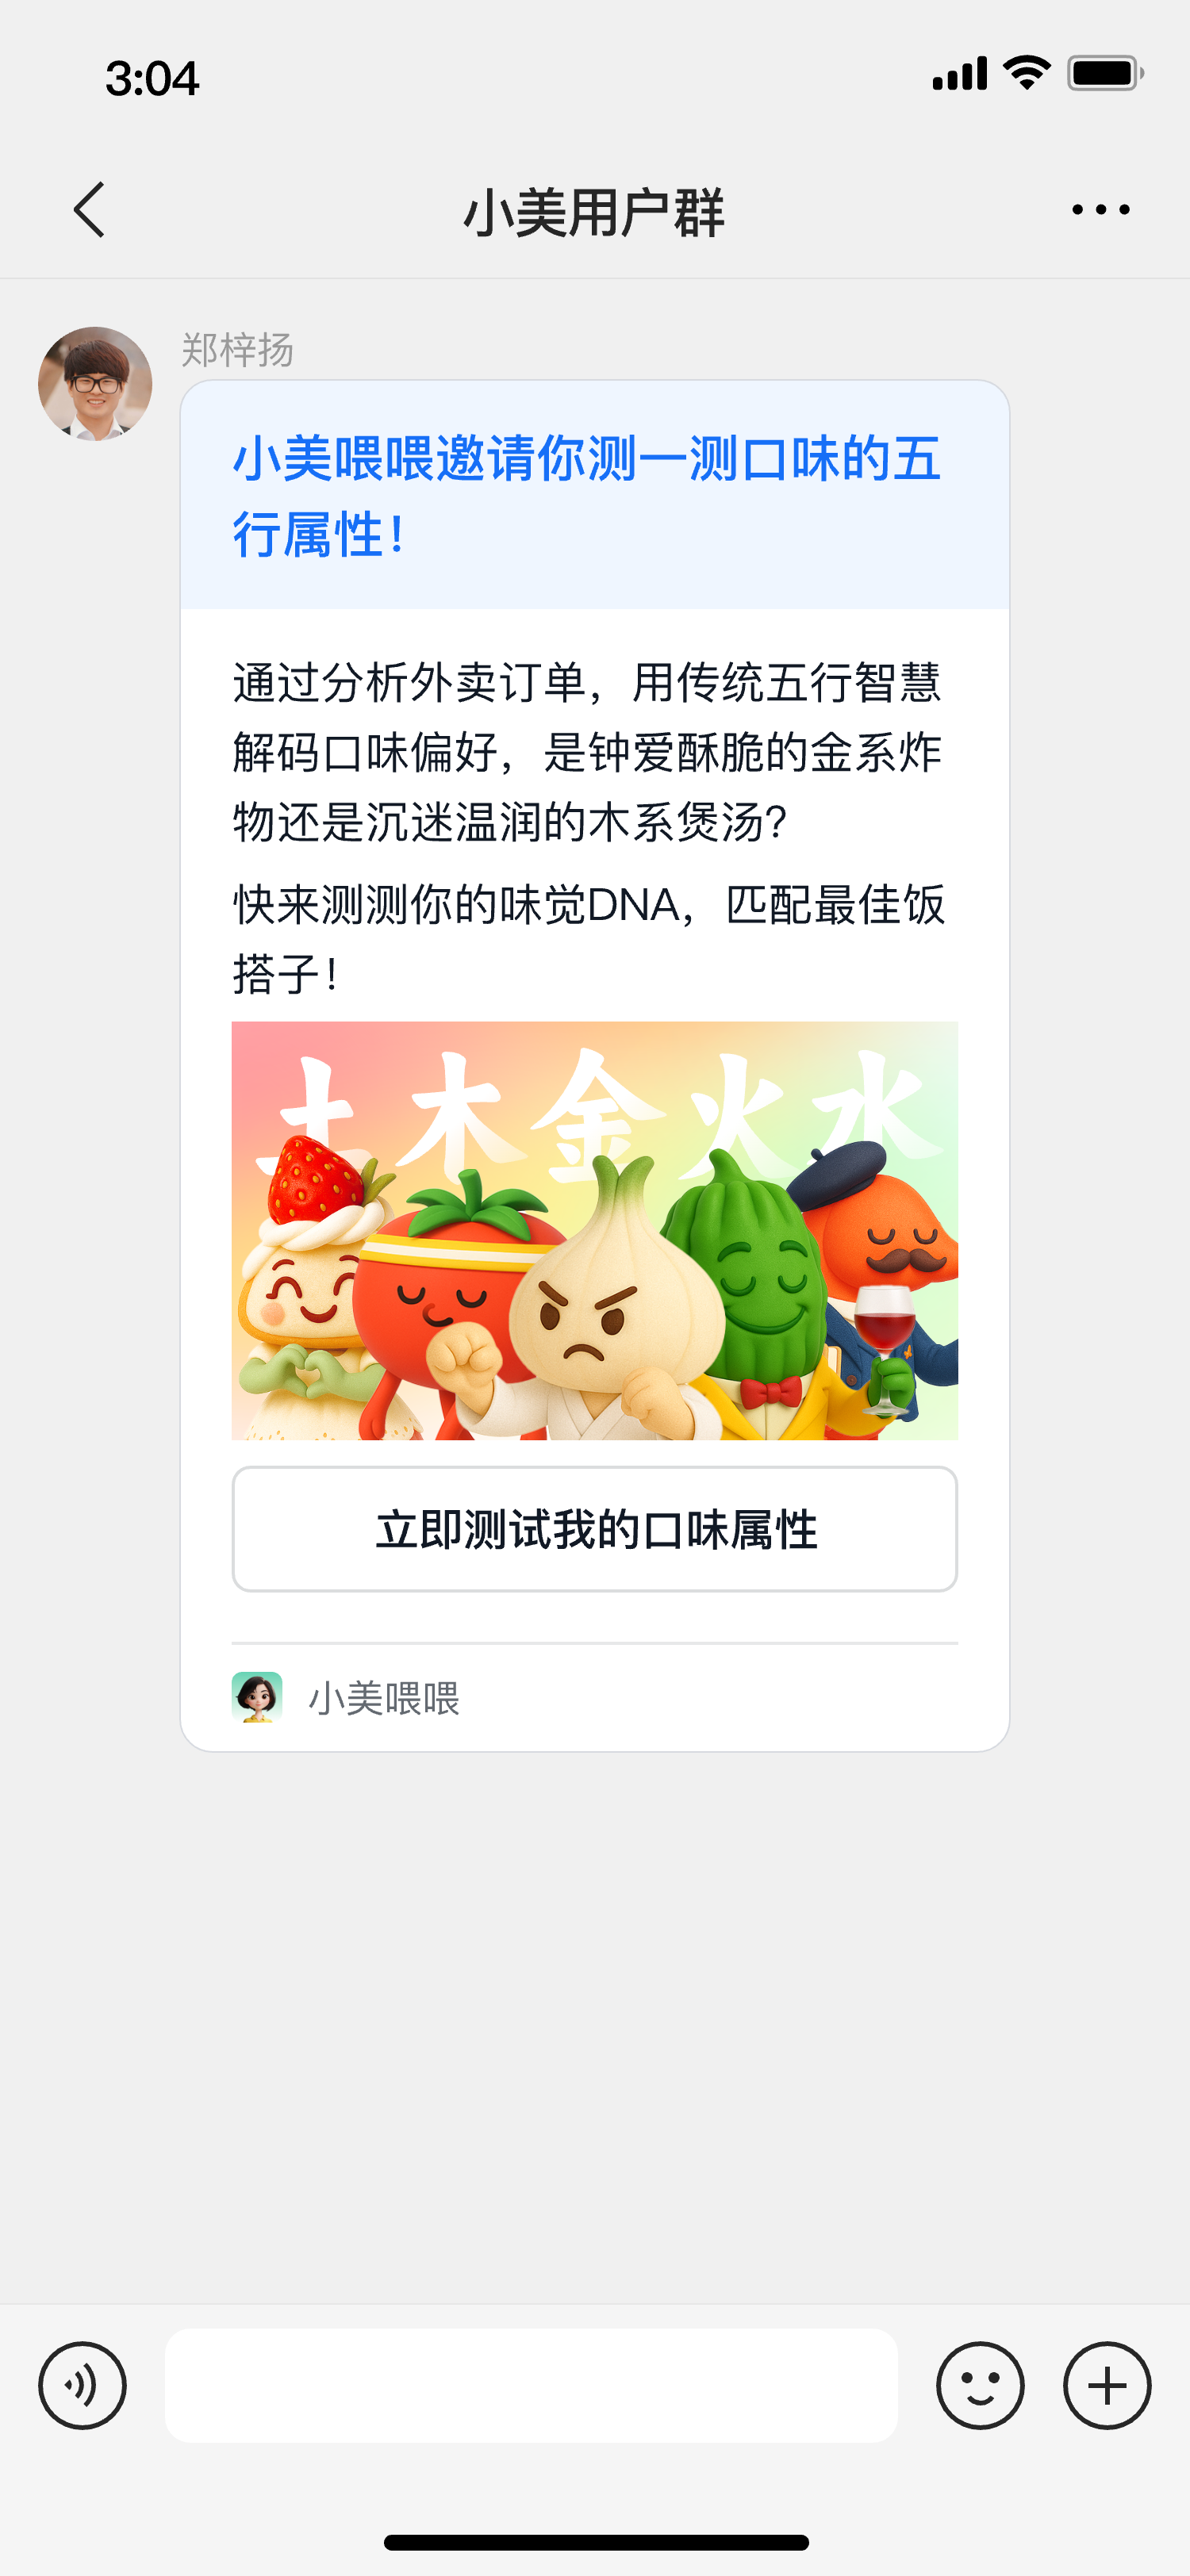 3:04
小美用户群
郑梓扬
小美喂喂邀请你测一测口味的五
行属性！
通过分析外卖订单，用传统五行智慧
解码口味偏好，是钟爱酥脆的金系炸
物还是沉迷温润的木系煲汤？
快来测测你的味觉DNA，匹配最佳饭
搭子！
土木金火水
立即测试我的口味属性
小美喂喂